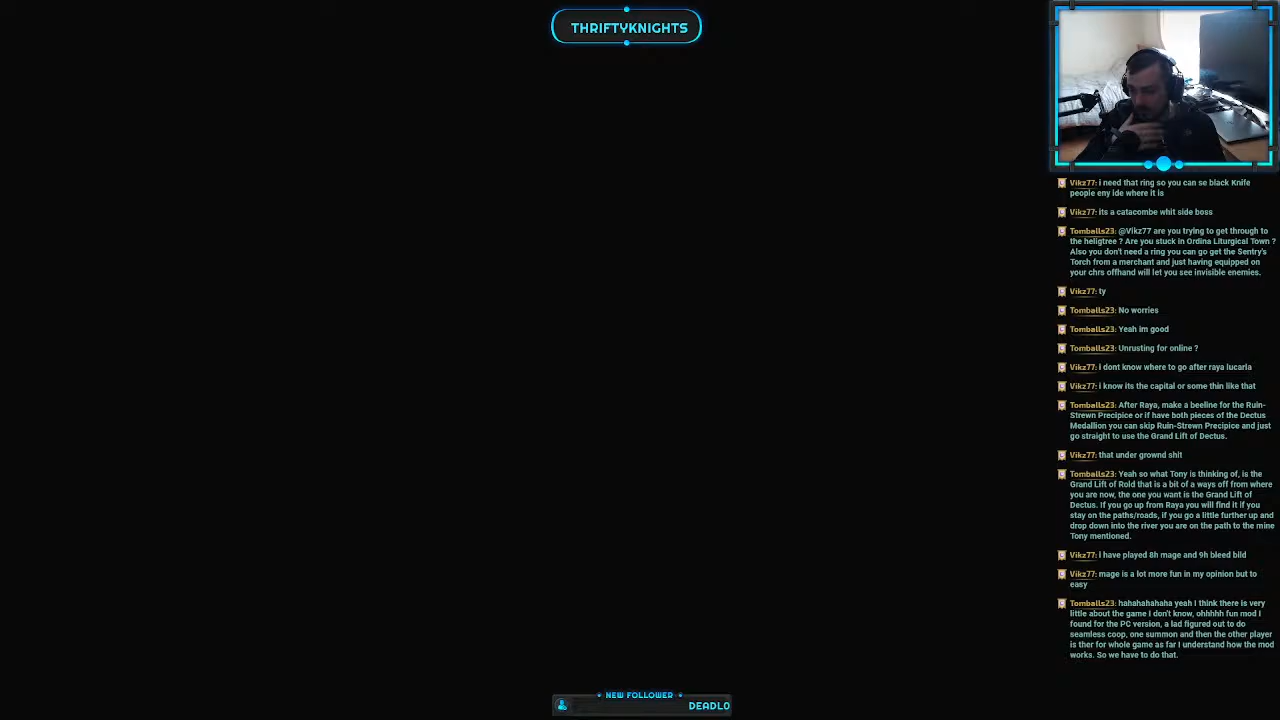 THRIFTYKNIGHTS
Vikz77: i need that ring so you can se black Knife
people eny ide where it is
Vikz77: its a catacombe whit side boss
Tomballs23: @Vikz77 are you trying to get through to
the heligtree ? Are you stuck in Ordina Liturgical Town ?
Also you don't need a ring you can go get the Sentry's
Torch from a merchant and just having equipped on
your chrs offhand will let you see invisible enemies.
Vikz77: ty
Tomballs23: No worries
Tomballs23: Yeah im good
Tomballs23: Unrusting for online ?
Vikz77: i dont know where to go after raya lucarla
Vikz77: i know its the capital or some thin like that
Tomballs23: After Raya, make a beeline for the Ruin-
Strewn Precipice or if have both pieces of the Dectus
Medallion you can skip Ruin-Strewn Precipice and just
go straight to use the Grand Lift of Dectus.
Vikz77: that under grownd shit
Tomballs23: Yeah so what Tony is thinking of, is the
Grand Lift of Rold that is a bit of a ways off from where
you are now, the one you want is the Grand Lift of
Dectus. If you go up from Raya you will find it if you
stay on the paths/roads, if you go a little further up and
drop down into the river you are on the path to the mine
Tony mentioned.
Vikz77: i have played 8h mage and 9h bleed bild
Vikz77: mage is a lot more fun in my opinion but to
easy
Tomballs23: hahahahahaha yeah I think there is very
little about the game I don't know, ohhhhh fun mod I
found for the PC version, a lad figured out to do
seamless coop, one summon and then the other player
is ther for whole game as far I understand how the mod
works. So we have to do that.
NEW FOLLOWER
DEADLO